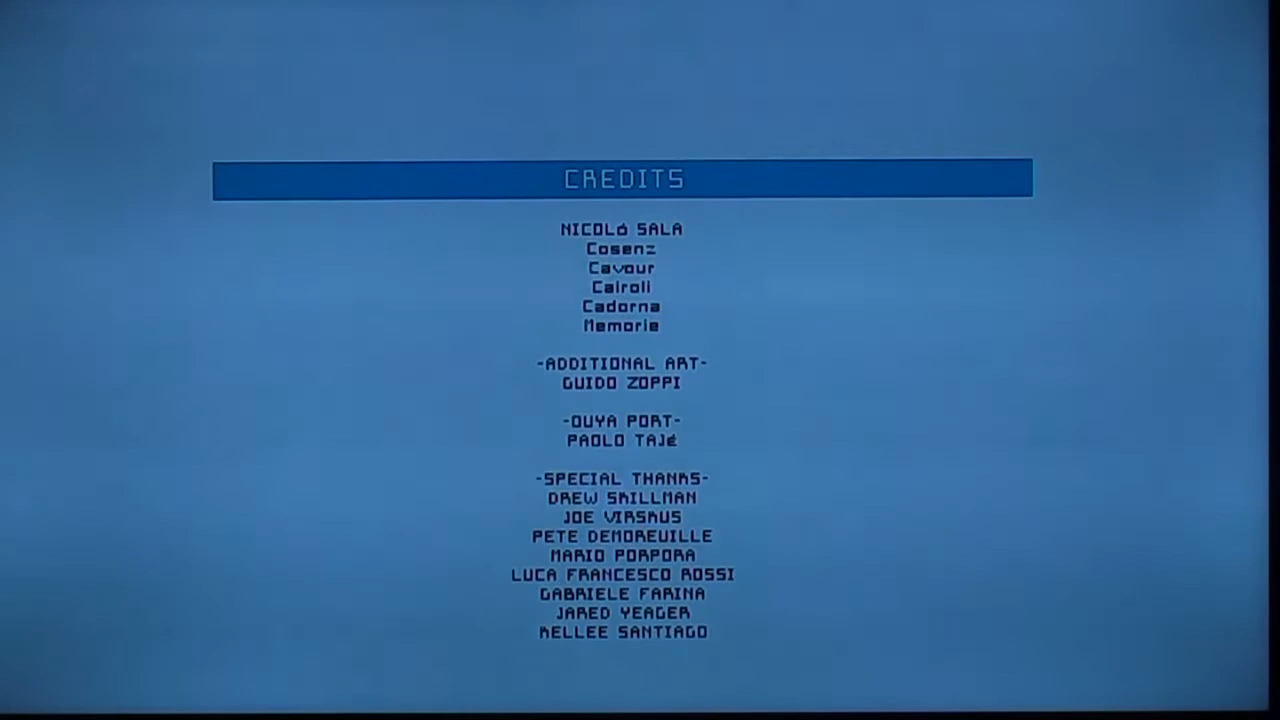 CREDITS
NICOLó SALA
Cosenz
Cavour
Cairoli
Cadorna
Memorie
-ADDITIONAL ART-
GUIDO ZOPPI
-OUYA PORT-
PAOLO TAJé
-SPECIAL THANKS-
DREW SKILLMAN
JOE VIRSKUS
PETE DEMOREUILLE
MARIO PORPORA
LUCA FRANCESCO ROSSI
GABRIELE FARINA
JARED YEAGER
KELLEE SANTIAGO